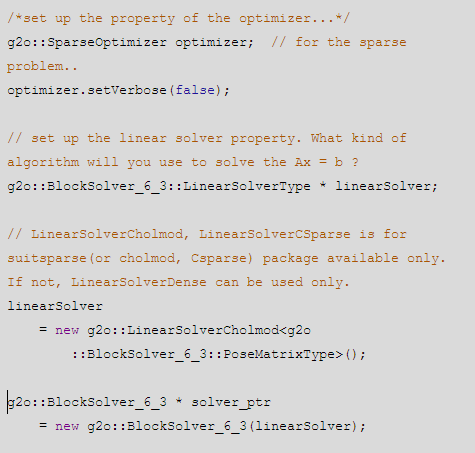 /*set up the property of the optimizer...*/
g2o::SparseOptimizer optimizer;  // for the sparse
problem..
optimizer.setVerbose(false);

// set up the linear solver property. What kind of
algorithm will you use to solve the Ax = b ?
g2o::BlockSolver_6_3::LinearSolverType * linearSolver;

// LinearSolverCholmod, LinearSolverCSparse is for
suitsparse(or cholmod, Csparse) package available only.
If not, LinearSolverDense can be used only.
linearSolver
    = new g2o::LinearSolverCholmod<g2o
        ::BlockSolver_6_3::PoseMatrixType>();

g2o::BlockSolver_6_3 * solver_ptr
    = new g2o::BlockSolver_6_3(linearSolver);